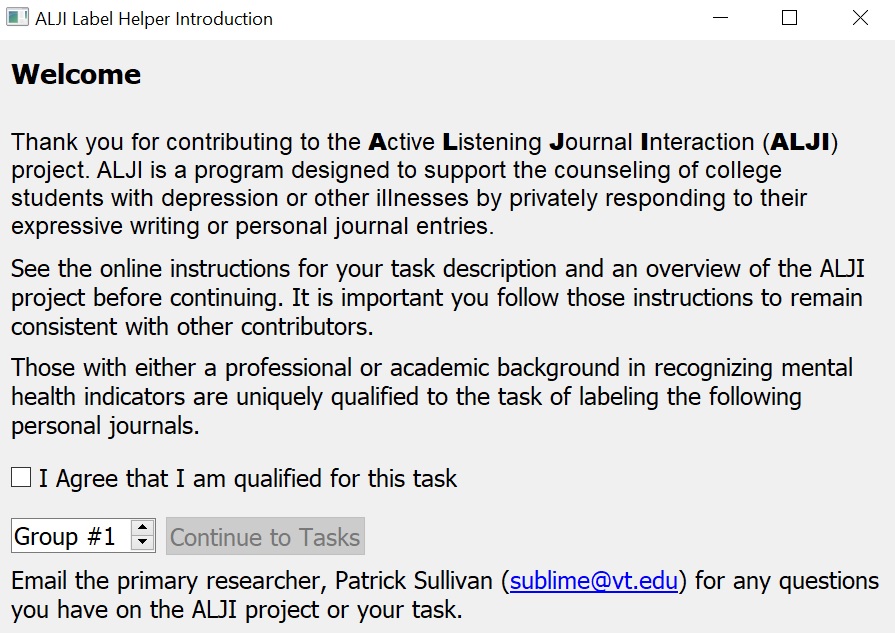 ALJI Label Helper Introduction
Welcome
Thank you for contributing to the Active Listening Journal Interaction (ALJI)
project. ALJI is a program designed to support the counseling of college
students with depression or other illnesses by privately responding to their
expressive writing or personal journal entries.
See the online instructions for your task description and an overview of the ALJI
project before continuing. It is important you follow those instructions to remain
consistent with other contributors.
Those with either a professional or academic background in recognizing mental
health indicators are uniquely qualified to the task of labeling the following
personal journals.
I Agree that I am qualified for this task
Group #1 Continue to Tasks
Email the primary researcher, Patrick Sullivan (sublime@vt.edu) for any questions
you have on the ALJI project or your task.